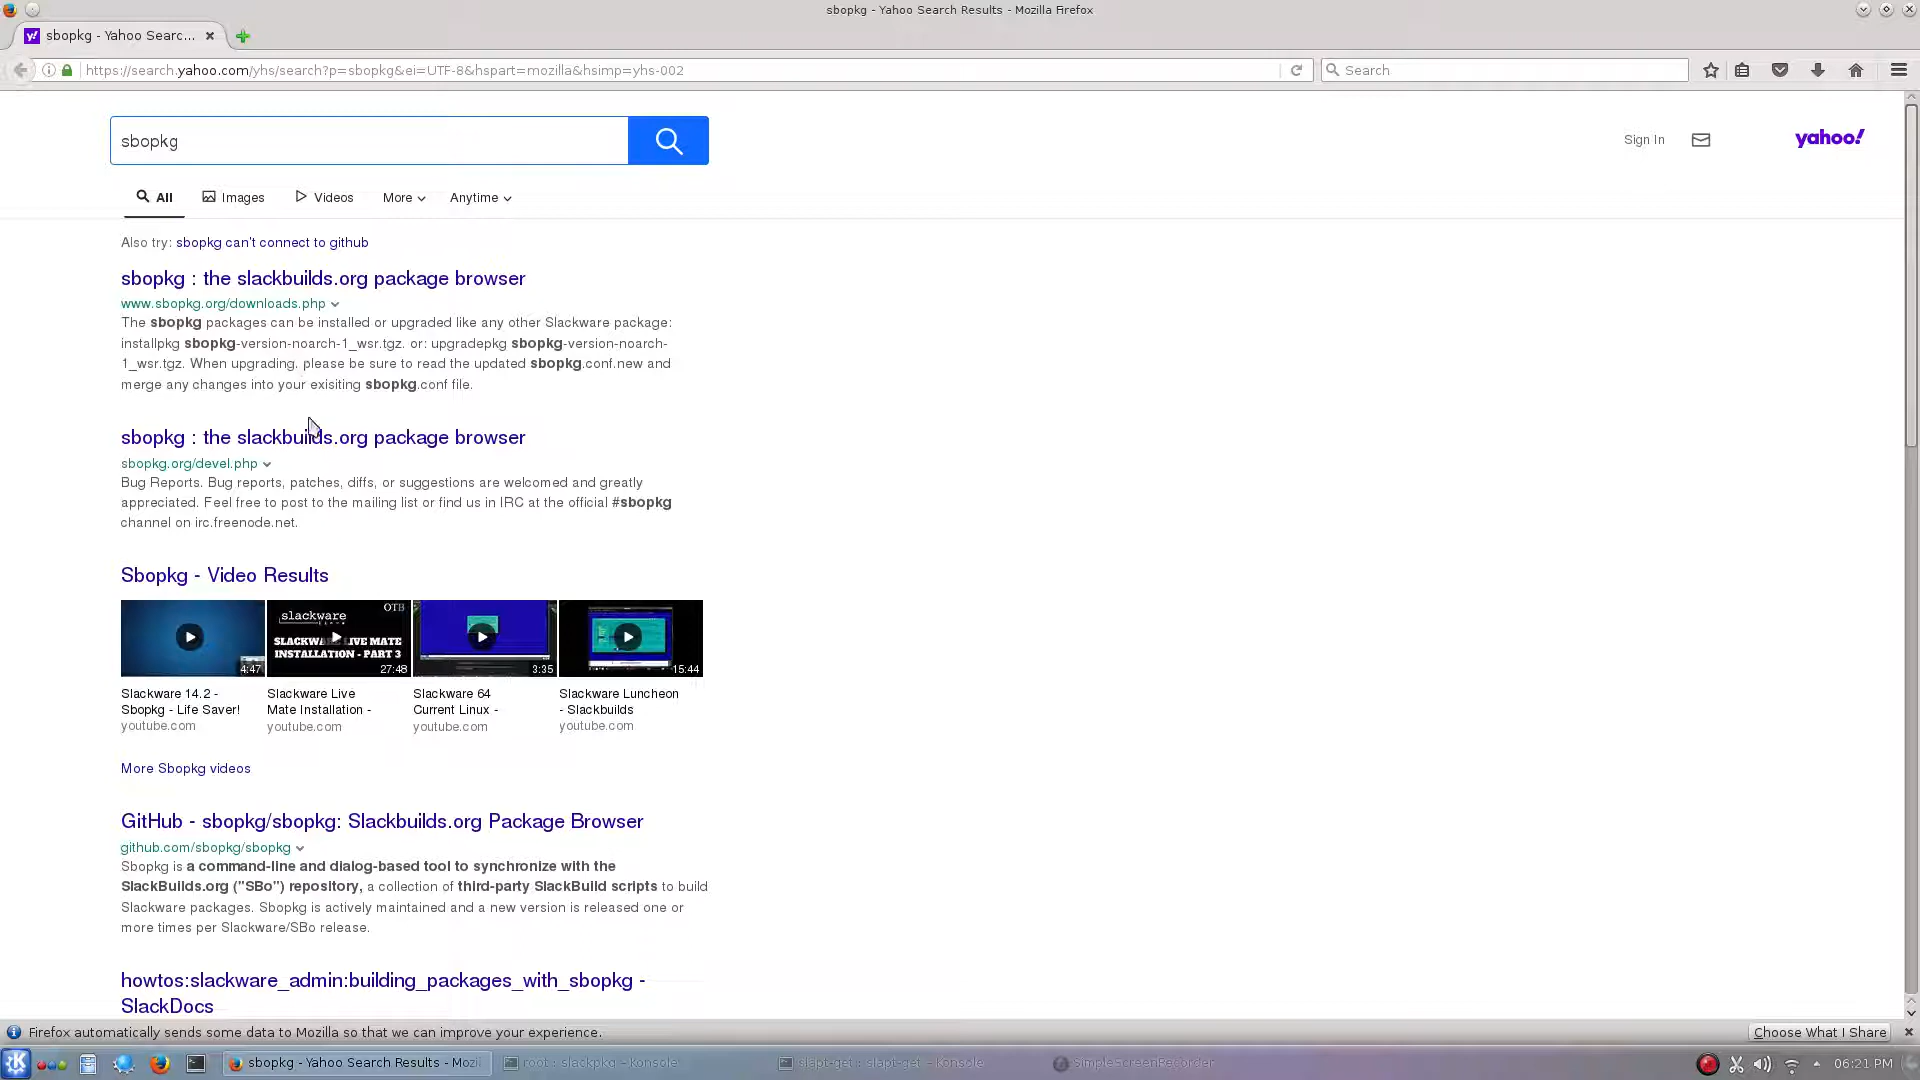 sbopkg - Yahoo Search Results - Mozilla Firefox
sbopkg - Yahoo Searc...
https://search.yahoo.com/yhs/search?p=sbopkg&ei=UTF-8&hspart=mozilla&hsimp=yhs-002
Search
sbopkg
Sign In
yahoo!
All Images Videos More Anytime
Also try: sbopkg can't connect to github
sbopkg : the slackbuilds.org package browser
www.sbopkg.org/downloads.php
The sbopkg packages can be installed or upgraded like any other Slackware package:
installpkg sbopkg-version-noarch-1_wsr.tgz. or: upgradepkg sbopkg-version-noarch-
1_wsr.tgz. When upgrading, please be sure to read the updated sbopkg.conf.new and
merge any changes into your exisiting sbopkg.conf file.
sbopkg : the slackbuilds.org package browser
sbopkg.org/devel.php
Bug Reports. Bug reports, patches, diffs, or suggestions are welcomed and greatly
appreciated. Feel free to post to the mailing list or find us in IRC at the official #sbopkg
channel on irc.freenode.net.
Sbopkg - Video Results
4:47
slackware
OTB
SLACKWARE LIVE MATE
INSTALLATION - PART 3
27:48
3:35
15:44
Slackware 14.2 -
Sbopkg - Life Saver!
youtube.com
Slackware Live
Mate Installation -
youtube.com
Slackware 64
Current Linux -
youtube.com
Slackware Luncheon
- Slackbuilds
youtube.com
More Sbopkg videos
GitHub - sbopkg/sbopkg: Slackbuilds.org Package Browser
github.com/sbopkg/sbopkg
Sbopkg is a command-line and dialog-based tool to synchronize with the
SlackBuilds.org ("SBo") repository, a collection of third-party SlackBuild scripts to build
Slackware packages. Sbopkg is actively maintained and a new version is released one or
more times per Slackware/SBo release.
howtos:slackware_admin:building_packages_with_sbopkg -
SlackDocs
Firefox automatically sends some data to Mozilla so that we can improve your experience.
Choose What I Share
sbopkg - Yahoo Search Results - Mozil
root : slackpkg - Konsole
slapt-get : slapt-get - Konsole
SimpleScreenRecorder
06:21 PM